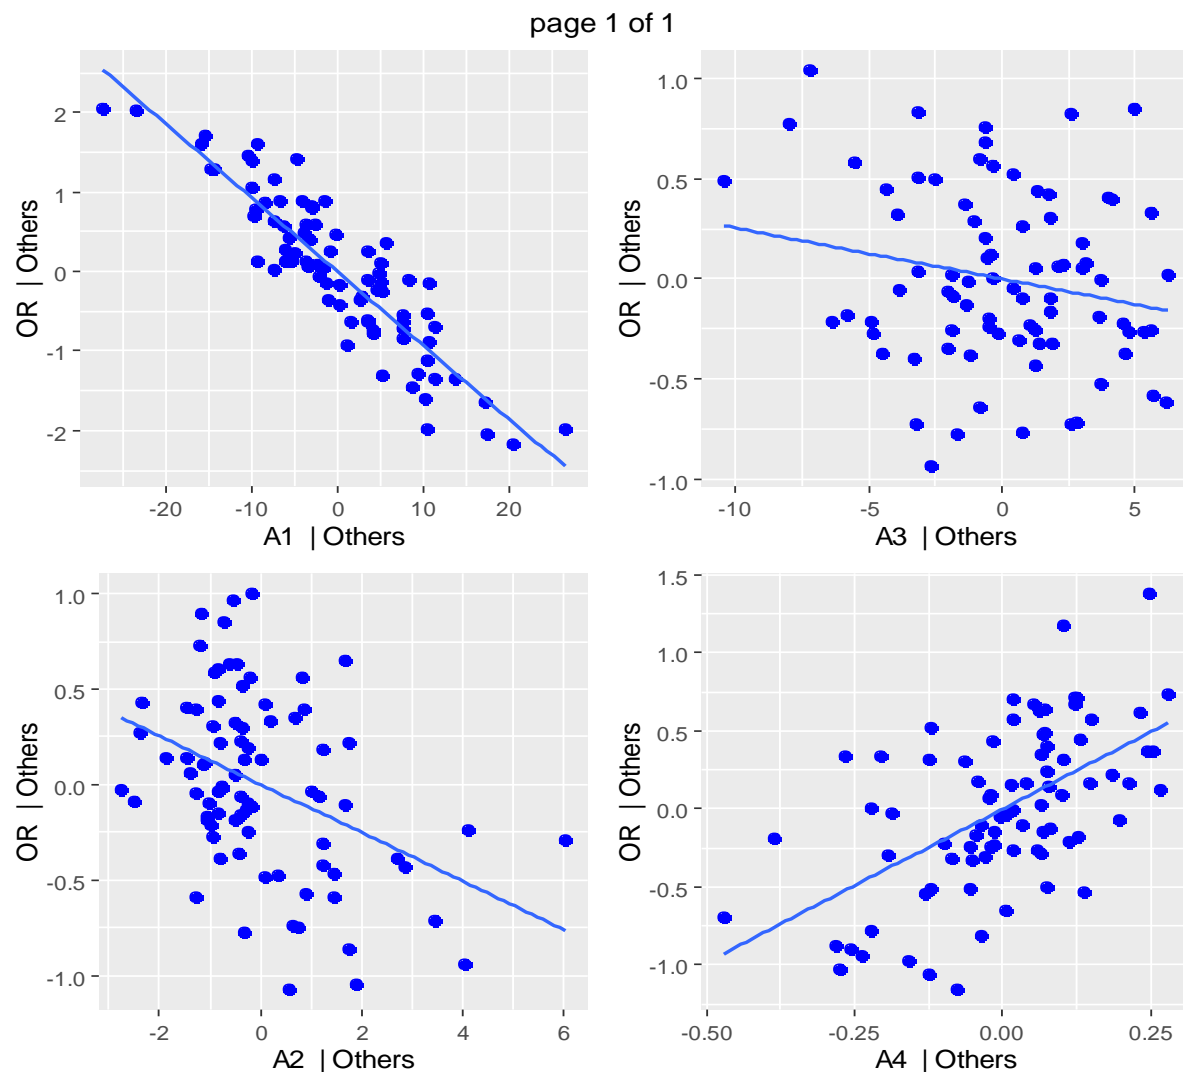 page 1 of 1
OR | Others
2
1
0
-1
-2
-20 -10 0 10 20
A1 | Others
OR | Others
1.0
0.5
0.0
-0.5
-1.0
-10 -5 0 5
A3 | Others
OR | Others
1.0
0.5
0.0
-0.5
-1.0
-2 0 2 4 6
A2 | Others
OR | Others
1.5
1.0
0.5
0.0
-0.5
-1.0
-0.50 -0.25 0.00 0.25
A4 | Others